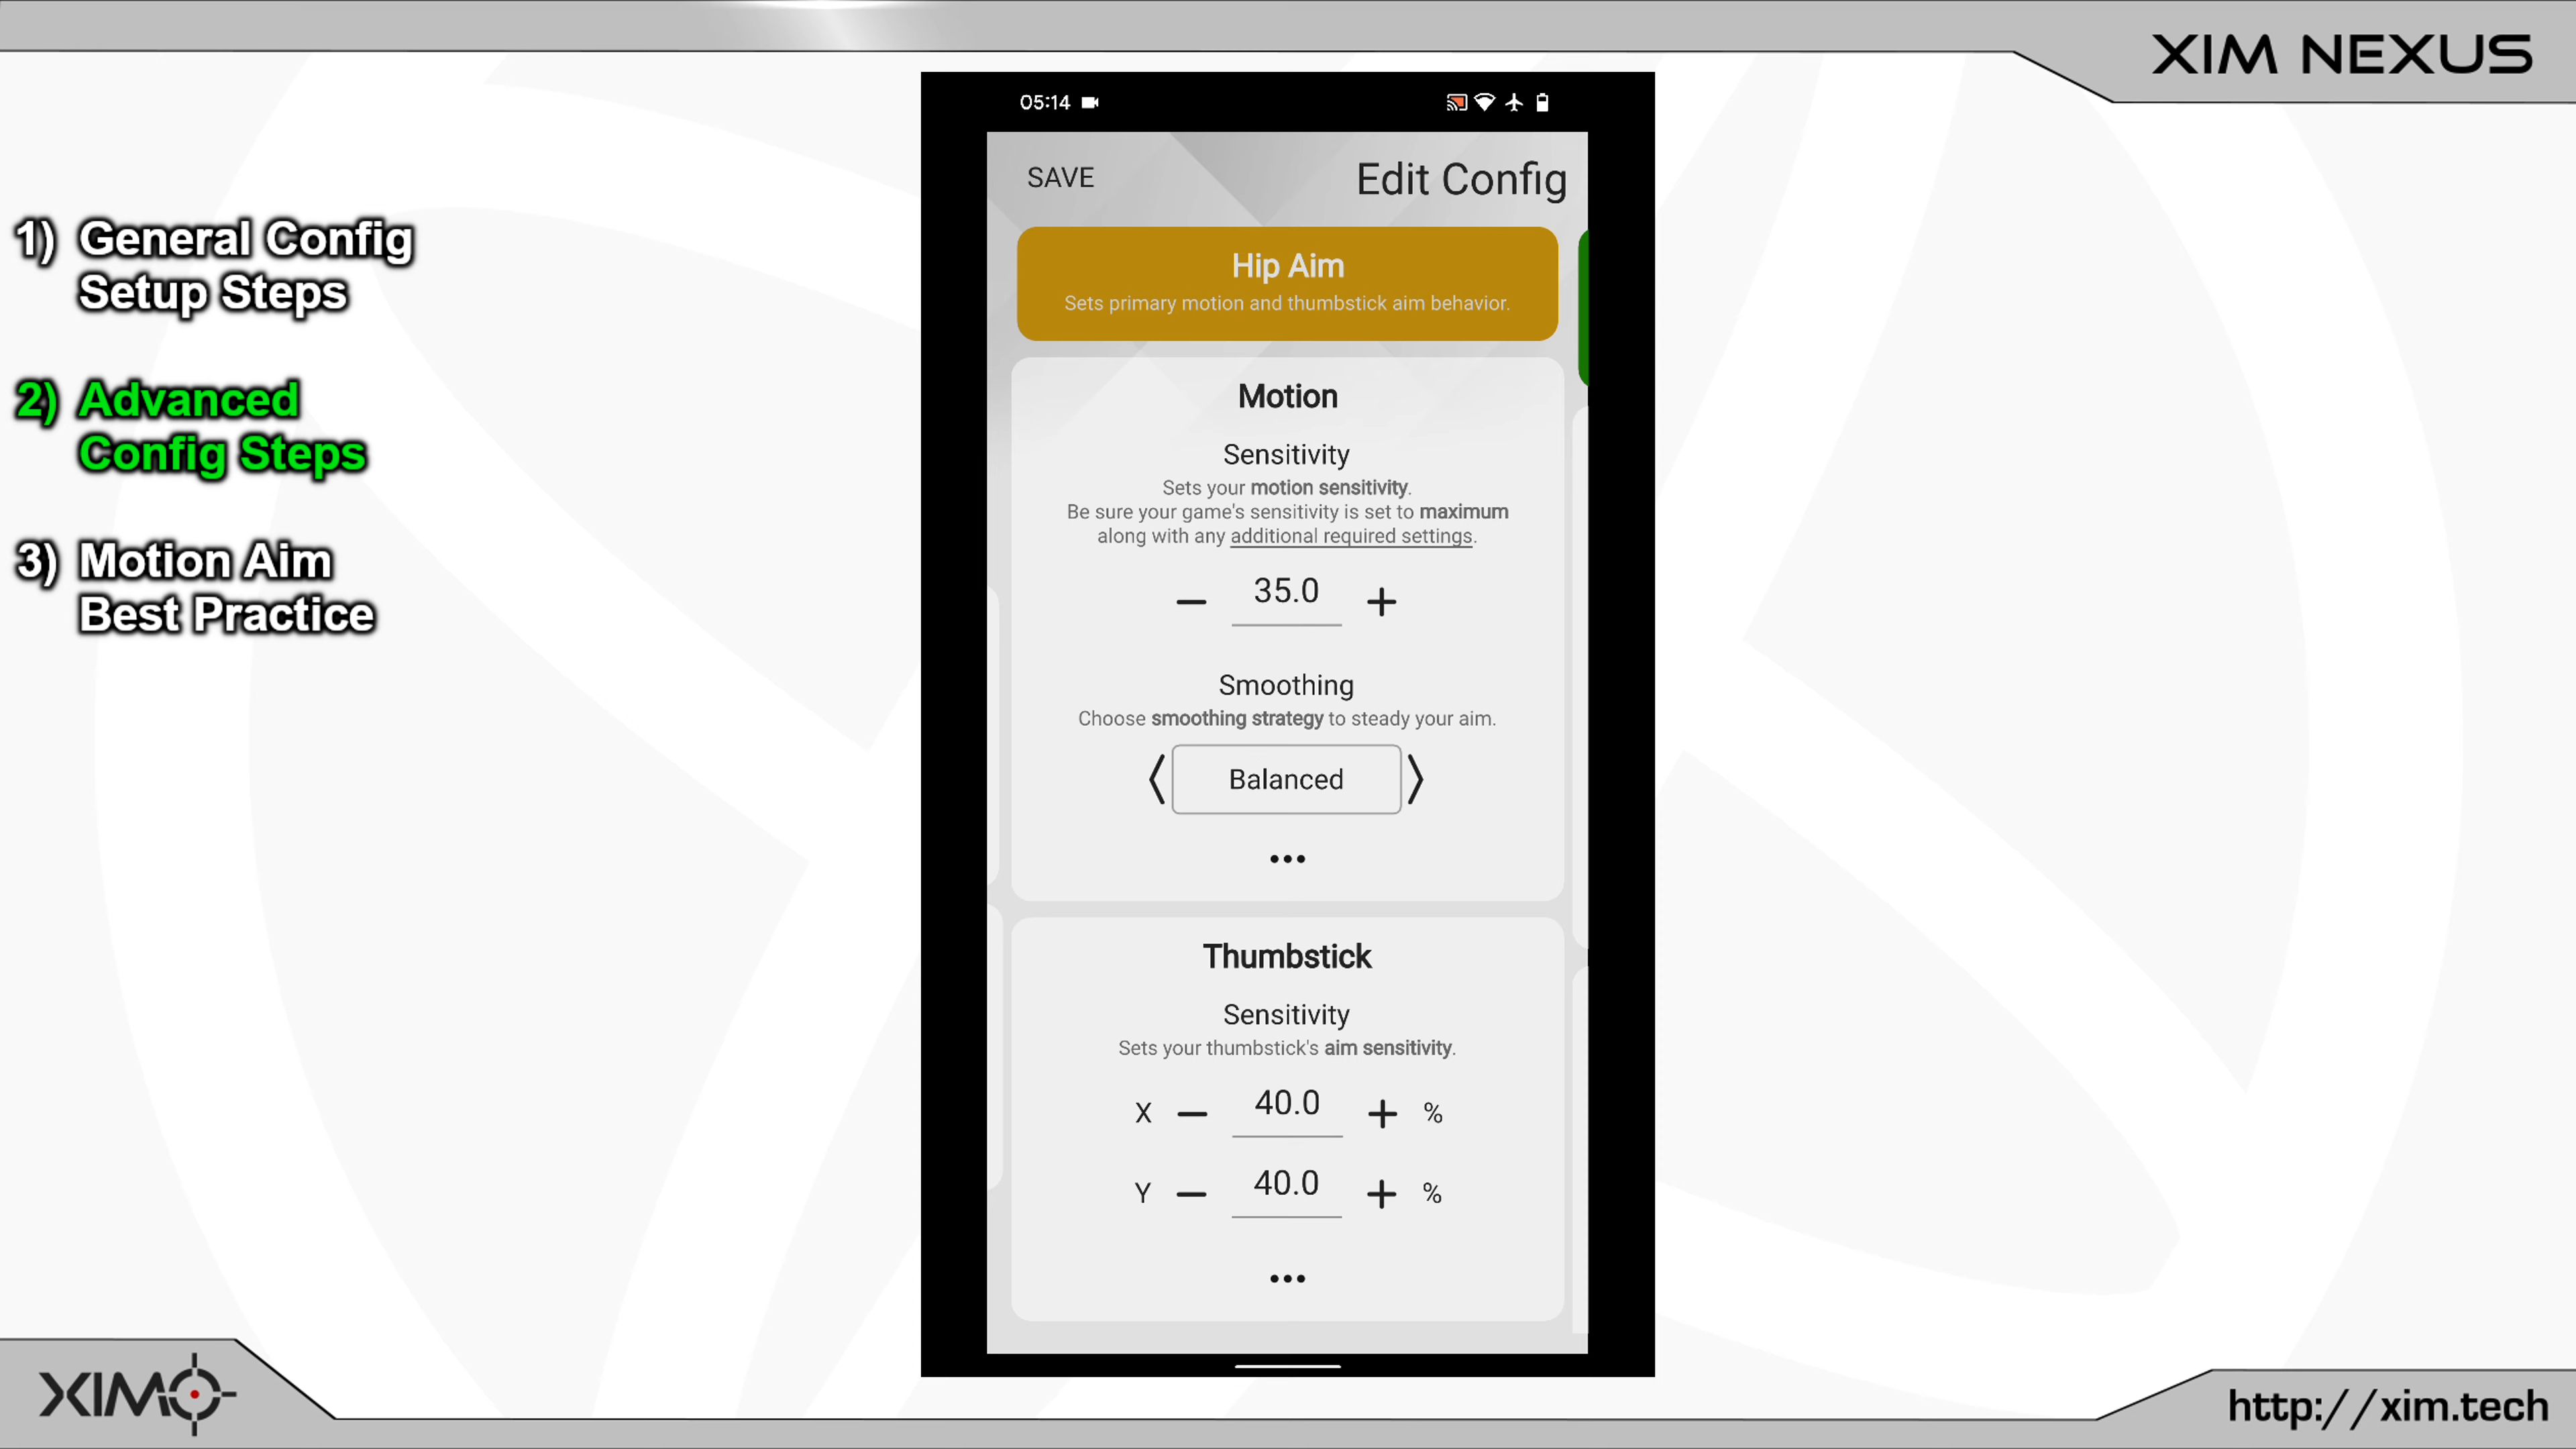 XIM NEXUS
1) General Config
Setup Steps
2) Advanced
Config Steps
3) Motion Aim
Best Practice
05:14
SAVE
Edit Config
Hip Aim
Sets primary motion and thumbstick aim behavior.
Motion
Sensitivity
Sets your motion sensitivity.
Be sure your game's sensitivity is set to maximum
along with any additional required settings.
− 35.0 +
Smoothing
Choose smoothing strategy to steady your aim.
Balanced
•••
Thumbstick
Sensitivity
Sets your thumbstick's aim sensitivity.
X − 40.0 + %
Y − 40.0 + %
•••
XIM
http://xim.tech